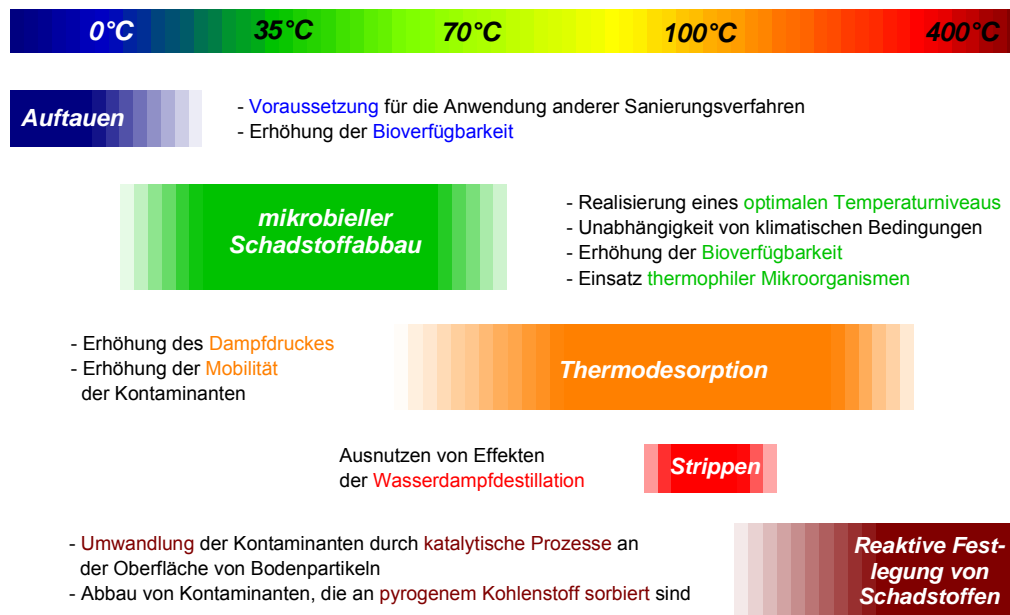 0°C 35°C 70°C 100°C 400°C
Auftauen
- Voraussetzung für die Anwendung anderer Sanierungsverfahren
- Erhöhung der Bioverfügbarkeit
mikrobieller
Schadstoffabbau
- Realisierung eines optimalen Temperaturniveaus
- Unabhängigkeit von klimatischen Bedingungen
- Erhöhung der Bioverfügbarkeit
- Einsatz thermophiler Mikroorganismen
- Erhöhung des Dampfdruckes
- Erhöhung der Mobilität
der Kontaminanten
Thermodesorption
Ausnutzen von Effekten
der Wasserdampfdestillation
Strippen
- Umwandlung der Kontaminanten durch katalytische Prozesse an
der Oberfläche von Bodenpartikeln
- Abbau von Kontaminanten, die an pyrogenem Kohlenstoff sorbiert sind
Reaktive Fest-
legung von
Schadstoffen